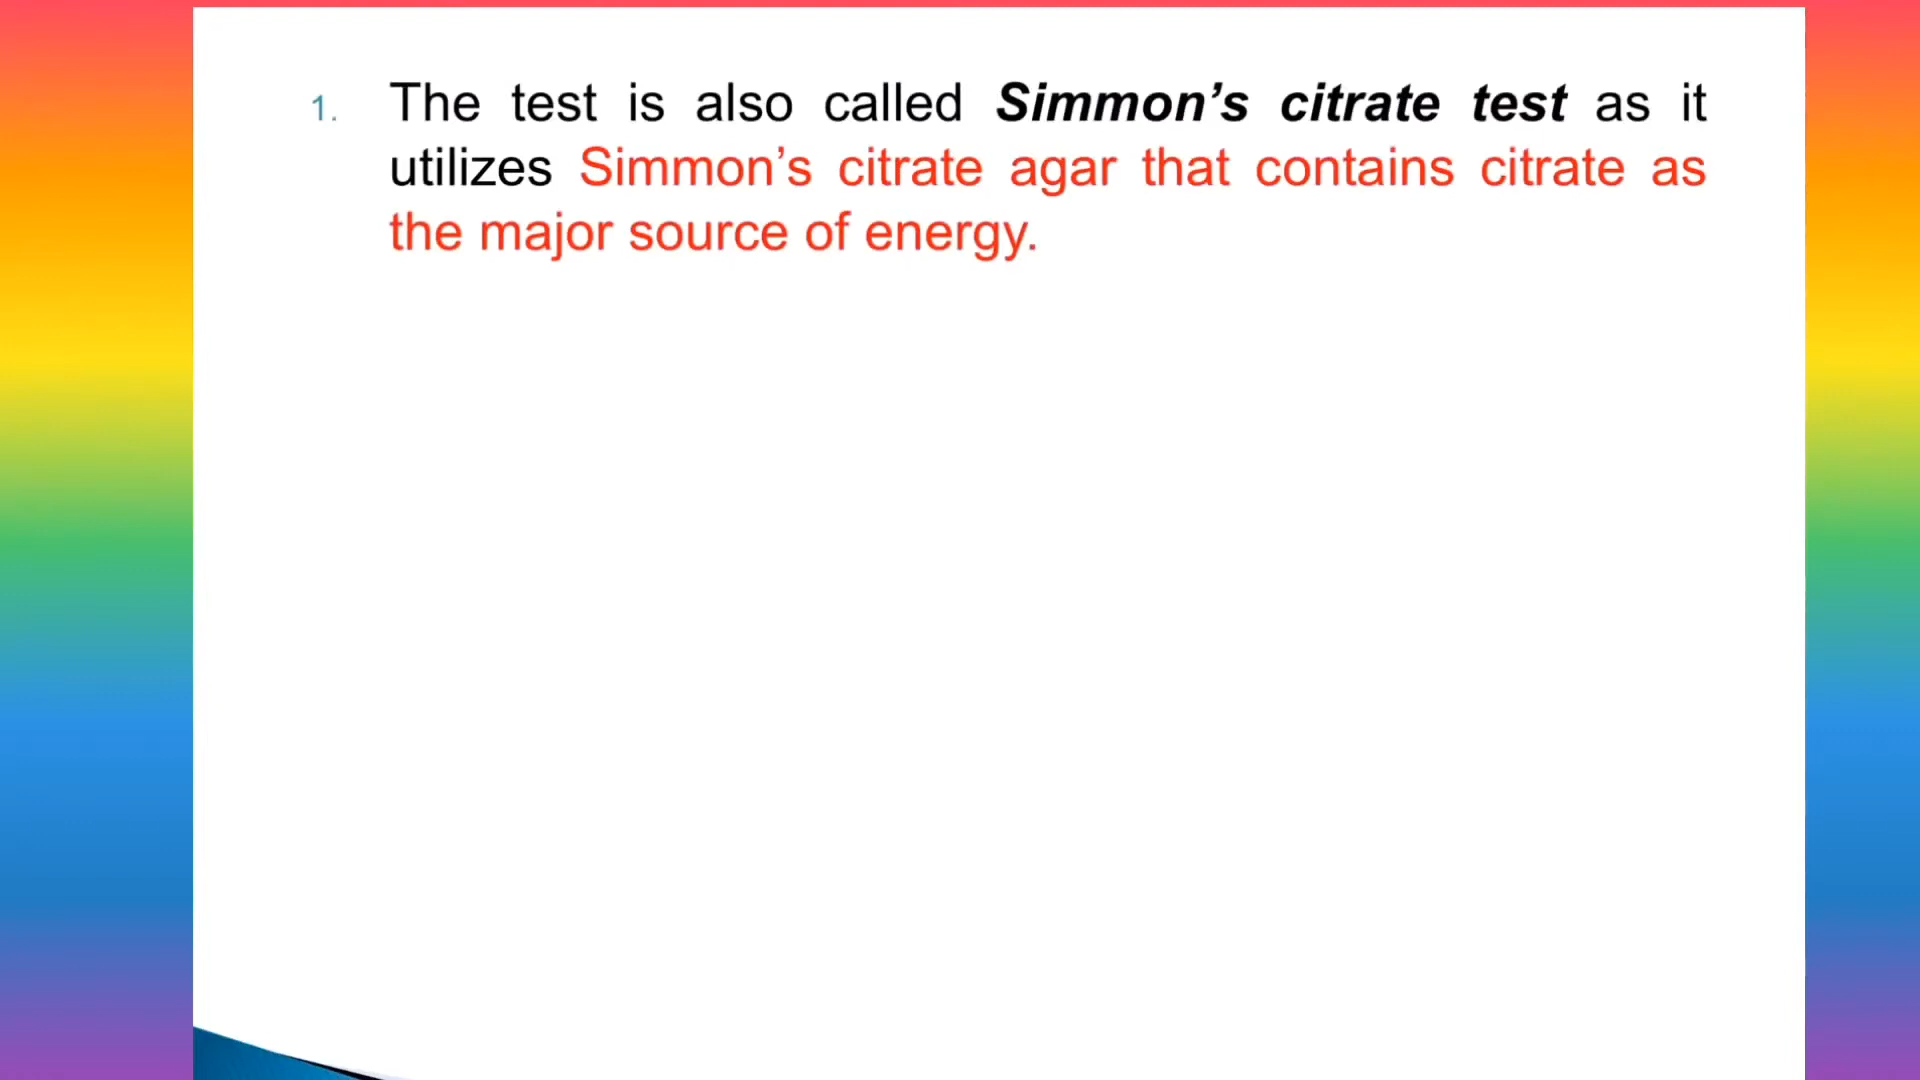 1. The test is also called Simmon’s citrate test as it
utilizes Simmon’s citrate agar that contains citrate as
the major source of energy.